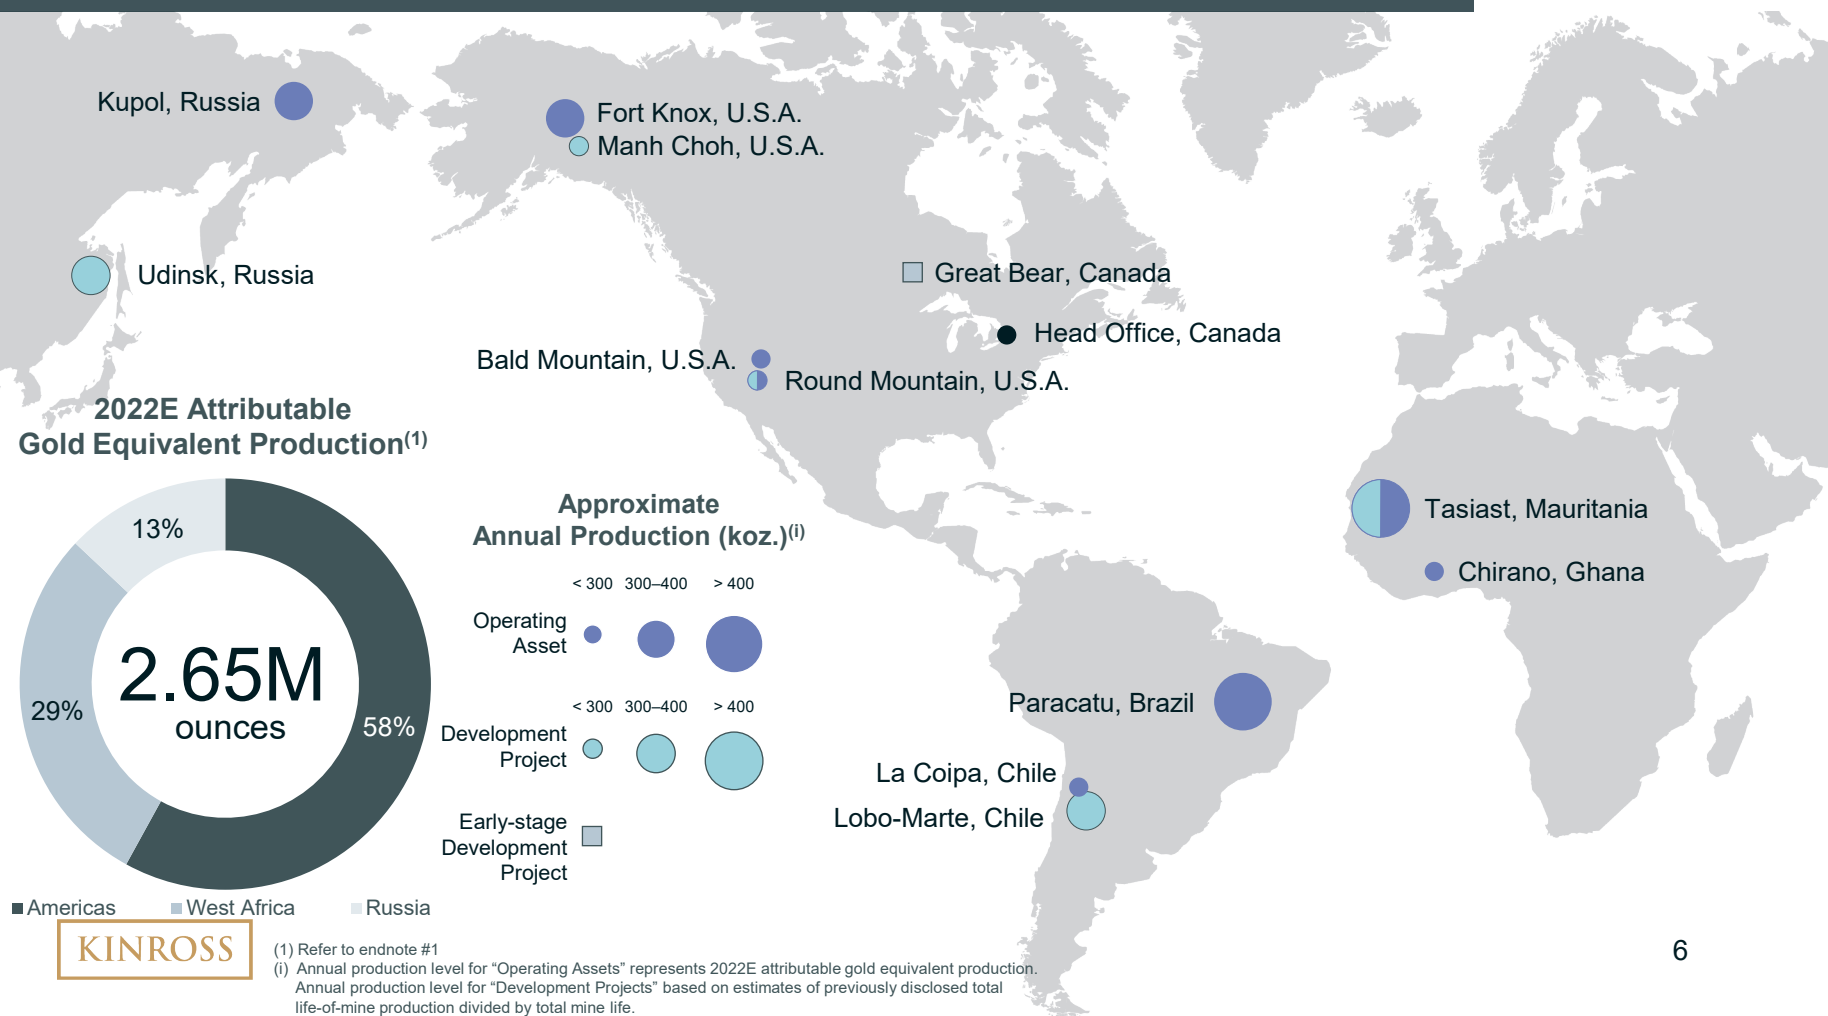 Kupol, Russia
Fort Knox, U.S.A.
Manh Choh, U.S.A.
Udinsk, Russia
Great Bear, Canada
Head Office, Canada
Bald Mountain, U.S.A.
Round Mountain, U.S.A.
2022E Attributable
Gold Equivalent Production(1)
13%
29%
58%
2.65M
ounces
Americas
West Africa
Russia
Approximate
Annual Production (koz.)(i)
< 300 300–400 > 400
Operating
Asset
< 300 300–400 > 400
Development
Project
Early-stage
Development
Project
Tasiast, Mauritania
Chirano, Ghana
Paracatu, Brazil
La Coipa, Chile
Lobo-Marte, Chile
KINROSS
(1) Refer to endnote #1
(i) Annual production level for “Operating Assets” represents 2022E attributable gold equivalent production.
Annual production level for “Development Projects” based on estimates of previously disclosed total
life-of-mine production divided by total mine life.
6